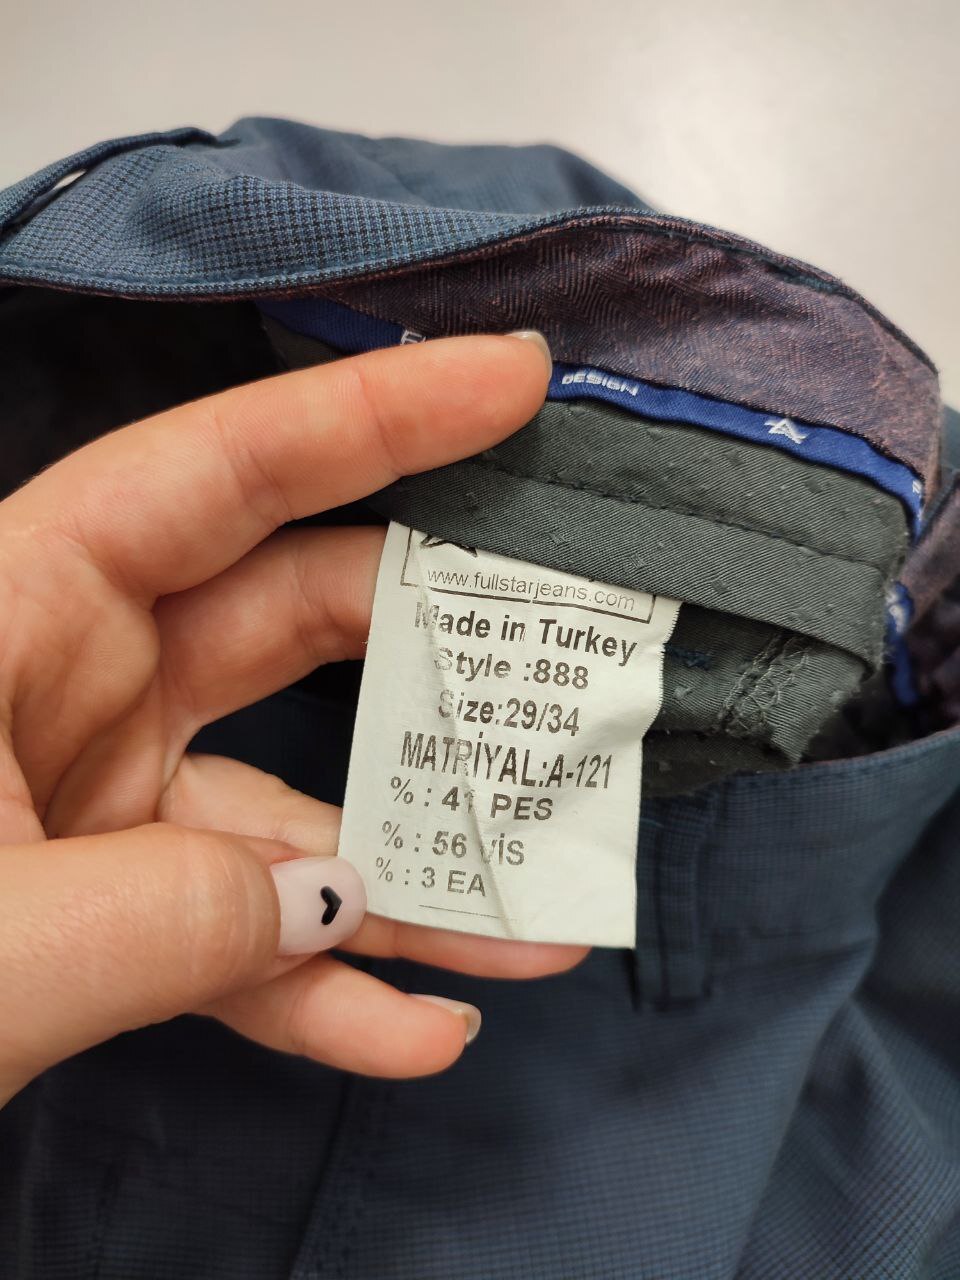 DESIGN
www.fullstarjeans.com
Made in Turkey
Style :888
Size:29/34
MATRİYAL:A-121
% : 41 PES
% : 56 VİS
% : 3 EA